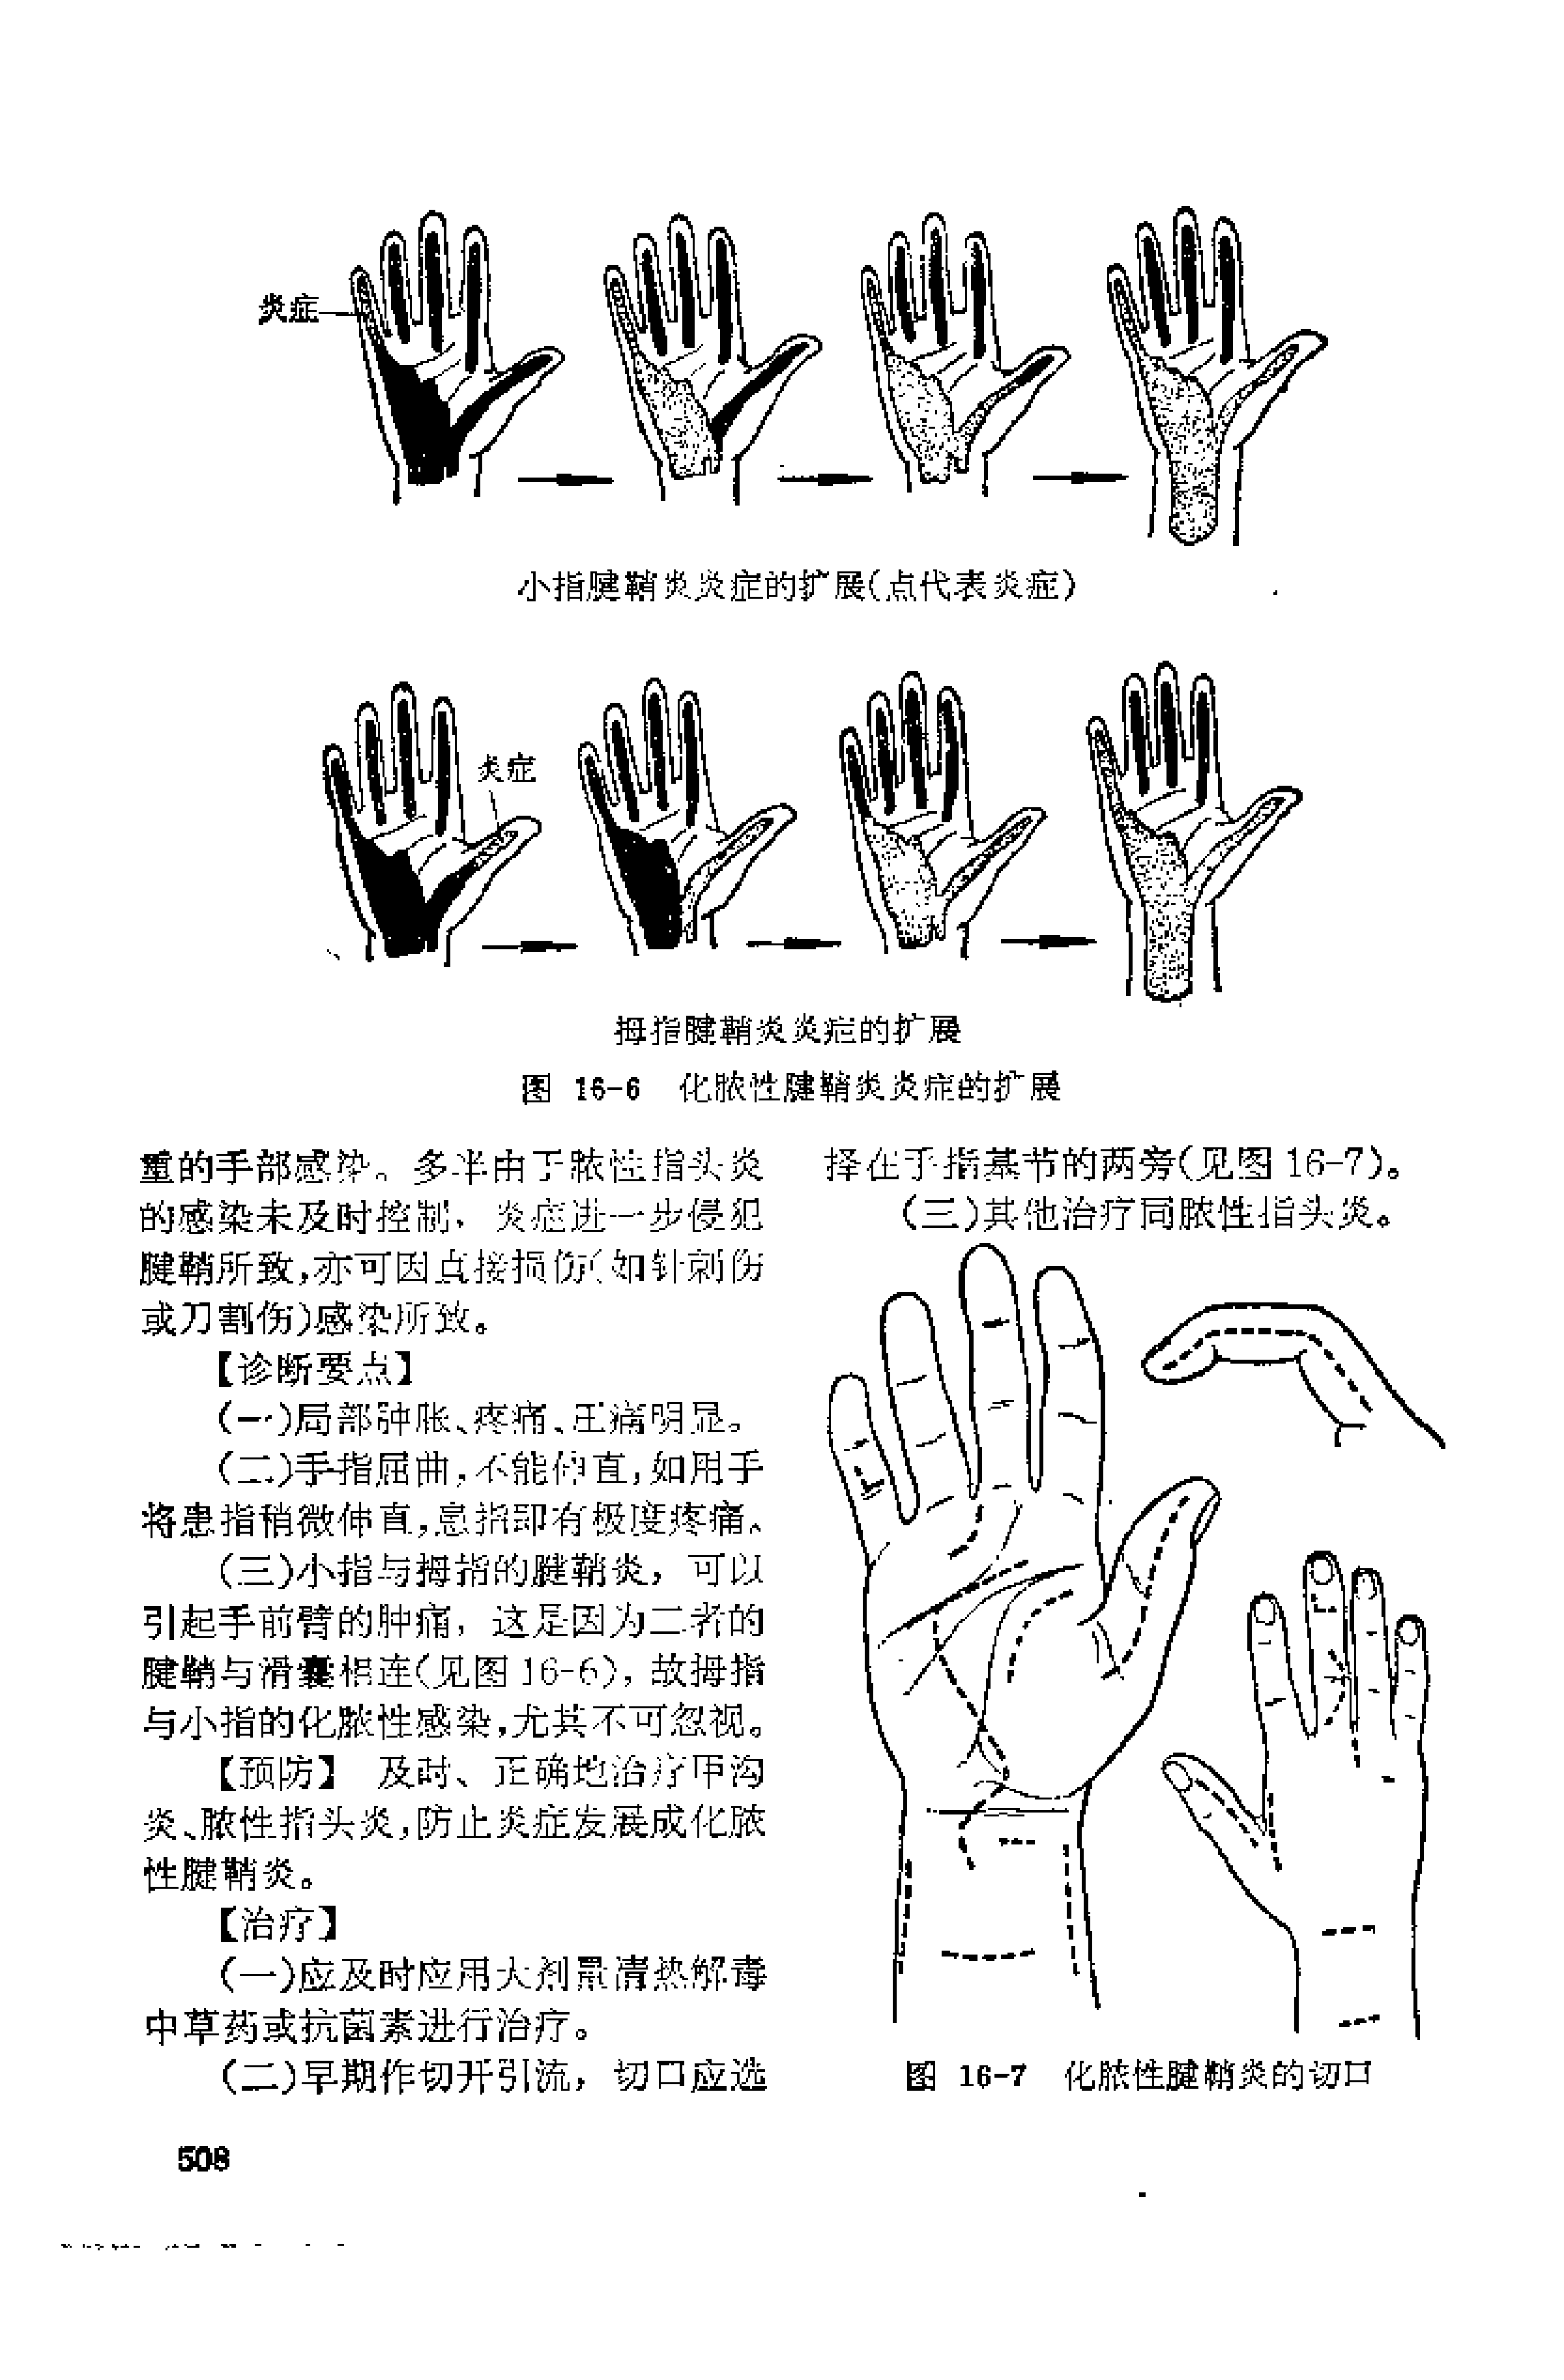 炎症
小指腱鞘炎炎症的扩展(点代表炎症)
炎症
拇指腱鞘炎炎症的扩展
图 16-6 化脓性腱鞘炎炎症的扩展
重的手部感染。多半由于脓性指头炎
的感染未及时控制，炎症进一步侵犯
腱鞘所致,亦可因直接损伤(如针刺伤
或刀割伤)感染所致。
【诊断要点】
(一)局部肿胀、疼痛、压痛明显。
(二)手指屈曲,不能伸直,如用手
将患指稍微伸直,患指即有极度疼痛。
(三)小指与拇指的腱鞘炎，可以
引起手前臂的肿痛，这是因为二者的
腱鞘与滑囊相连(见图16-6)，故拇指
与小指的化脓性感染,尤其不可忽视。
【预防】 及时、正确地治疗甲沟
炎、脓性指头炎,防止炎症发展成化脓
性腱鞘炎。
【治疗】
(一)应及时应用大剂量清热解毒
中草药或抗菌素进行治疗。
(二)早期作切开引流，切口应选
择在手指基节的两旁(见图16-7)。
(三)其他治疗同脓性指头炎。
图 16-7 化脓性腱鞘炎的切口
508